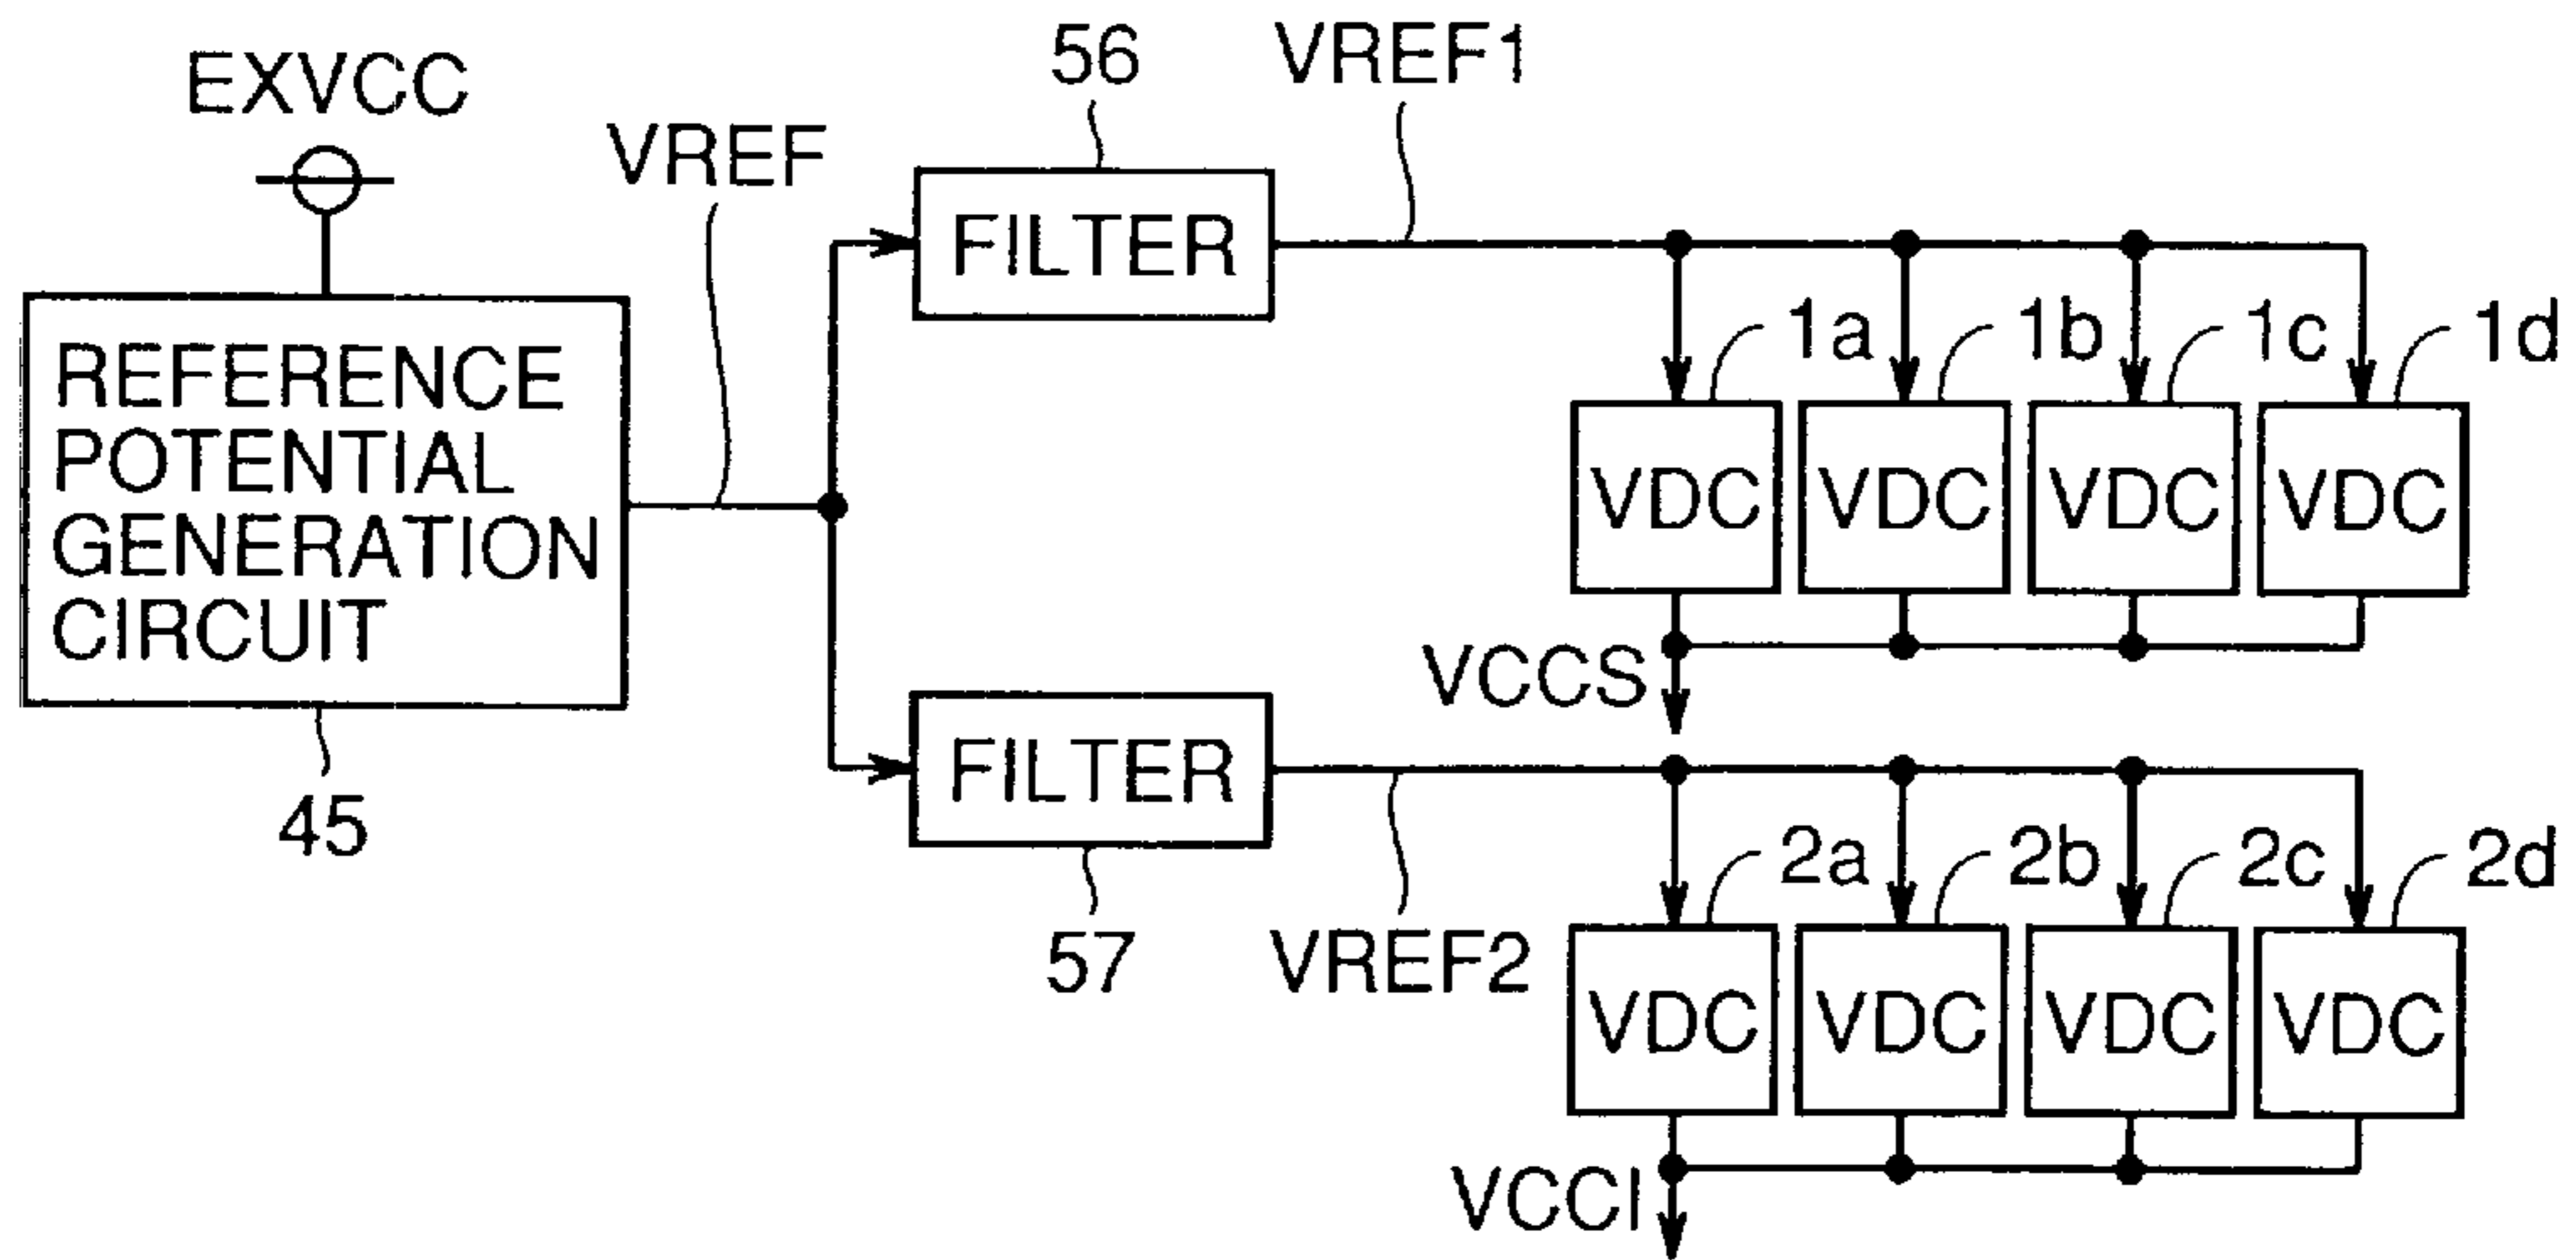 EXVCC
VREF
56
VREF1
FILTER
REFERENCE
POTENTIAL
GENERATION
CIRCUIT
45
1a
1b
1c
1d
VDC
VDC
VDC
VDC
VCCS
FILTER
57
VREF2
2a
2b
2c
2d
VDC
VDC
VDC
VDC
VCCI